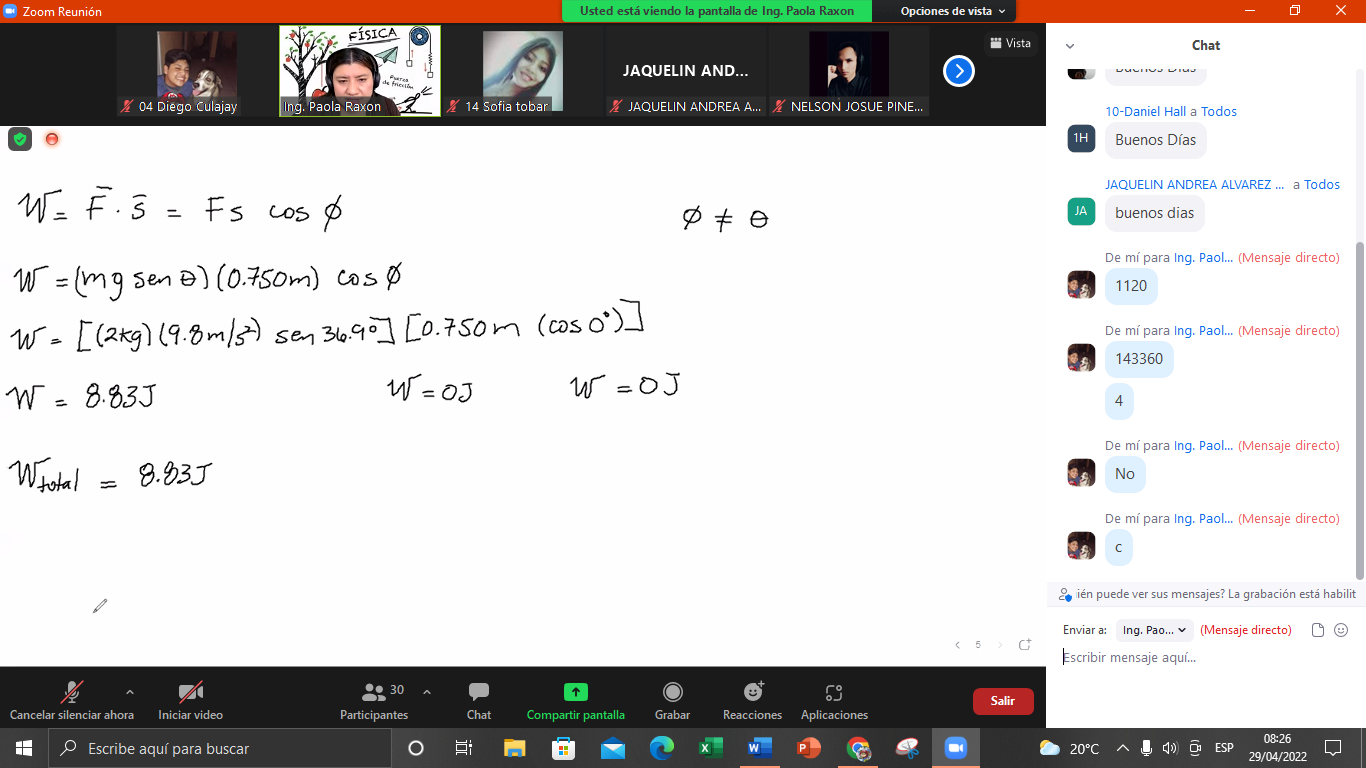 Zoom Reunión
Usted está viendo la pantalla de Ing. Paola Raxon
Opciones de vista
FÍSICA
Fuerza de fricción
04 Diego Culajay
Ing. Paola Raxon
14 Sofia tobar
JAQUELIN AND...
JAQUELIN ANDREA A...
NELSON JOSUE PINE...
Vista
W = F̄ · s̄ = Fs cos ∅
∅ ≠ θ
W = (mg sen θ)(0.750m) cos ∅
W = [(2kg)(9.8m/s²) sen 36.9°][0.750m (cos0°)]
W = 8.83J
W = 0J
W = 0J
Wtotal = 8.83J
5
Chat
Buenos Días
10-Daniel Hall a Todos
1H
Buenos Días
JAQUELIN ANDREA ALVAREZ ... a Todos
JA
buenos dias
De mí para Ing. Paol... (Mensaje directo)
1120
De mí para Ing. Paol... (Mensaje directo)
143360
4
De mí para Ing. Paol... (Mensaje directo)
No
De mí para Ing. Paol... (Mensaje directo)
c
ién puede ver sus mensajes? La grabación está habilit
Enviar a: Ing. Pao... (Mensaje directo)
Escribir mensaje aquí...
Cancelar silenciar ahora
Iniciar video
30
Participantes
Chat
Compartir pantalla
Grabar
Reacciones
Aplicaciones
Salir
Escribe aquí para buscar
20°C
ESP
08:26
29/04/2022